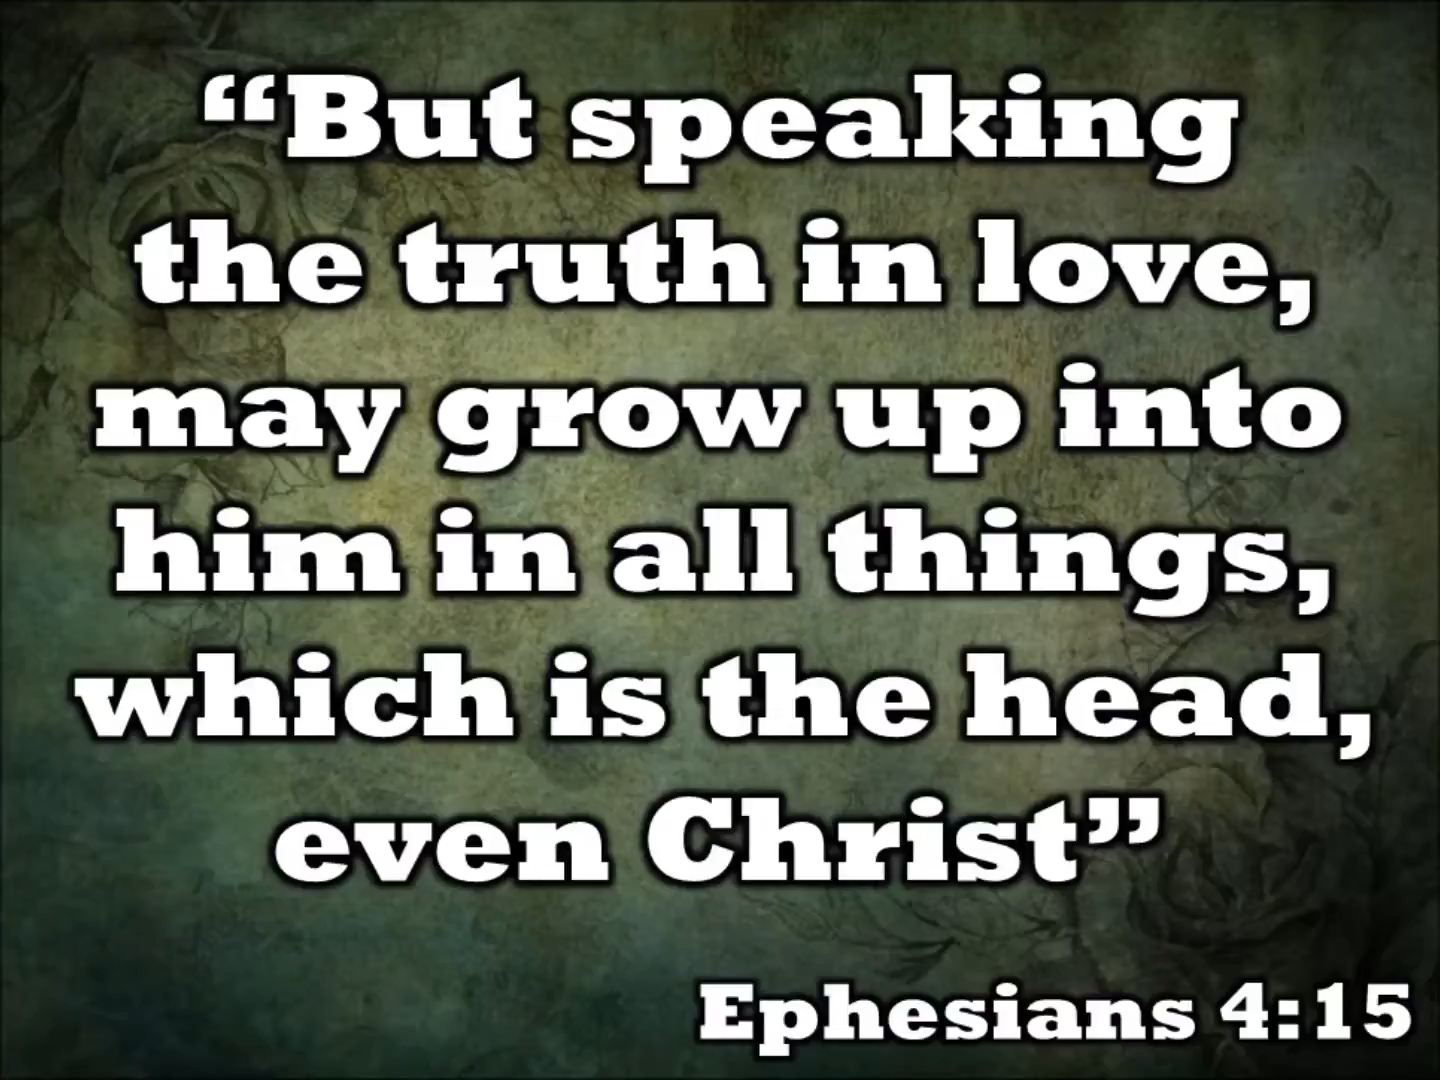 “But speaking
the truth in love,
may grow up into
him in all things,
which is the head,
even Christ”
Ephesians 4:15